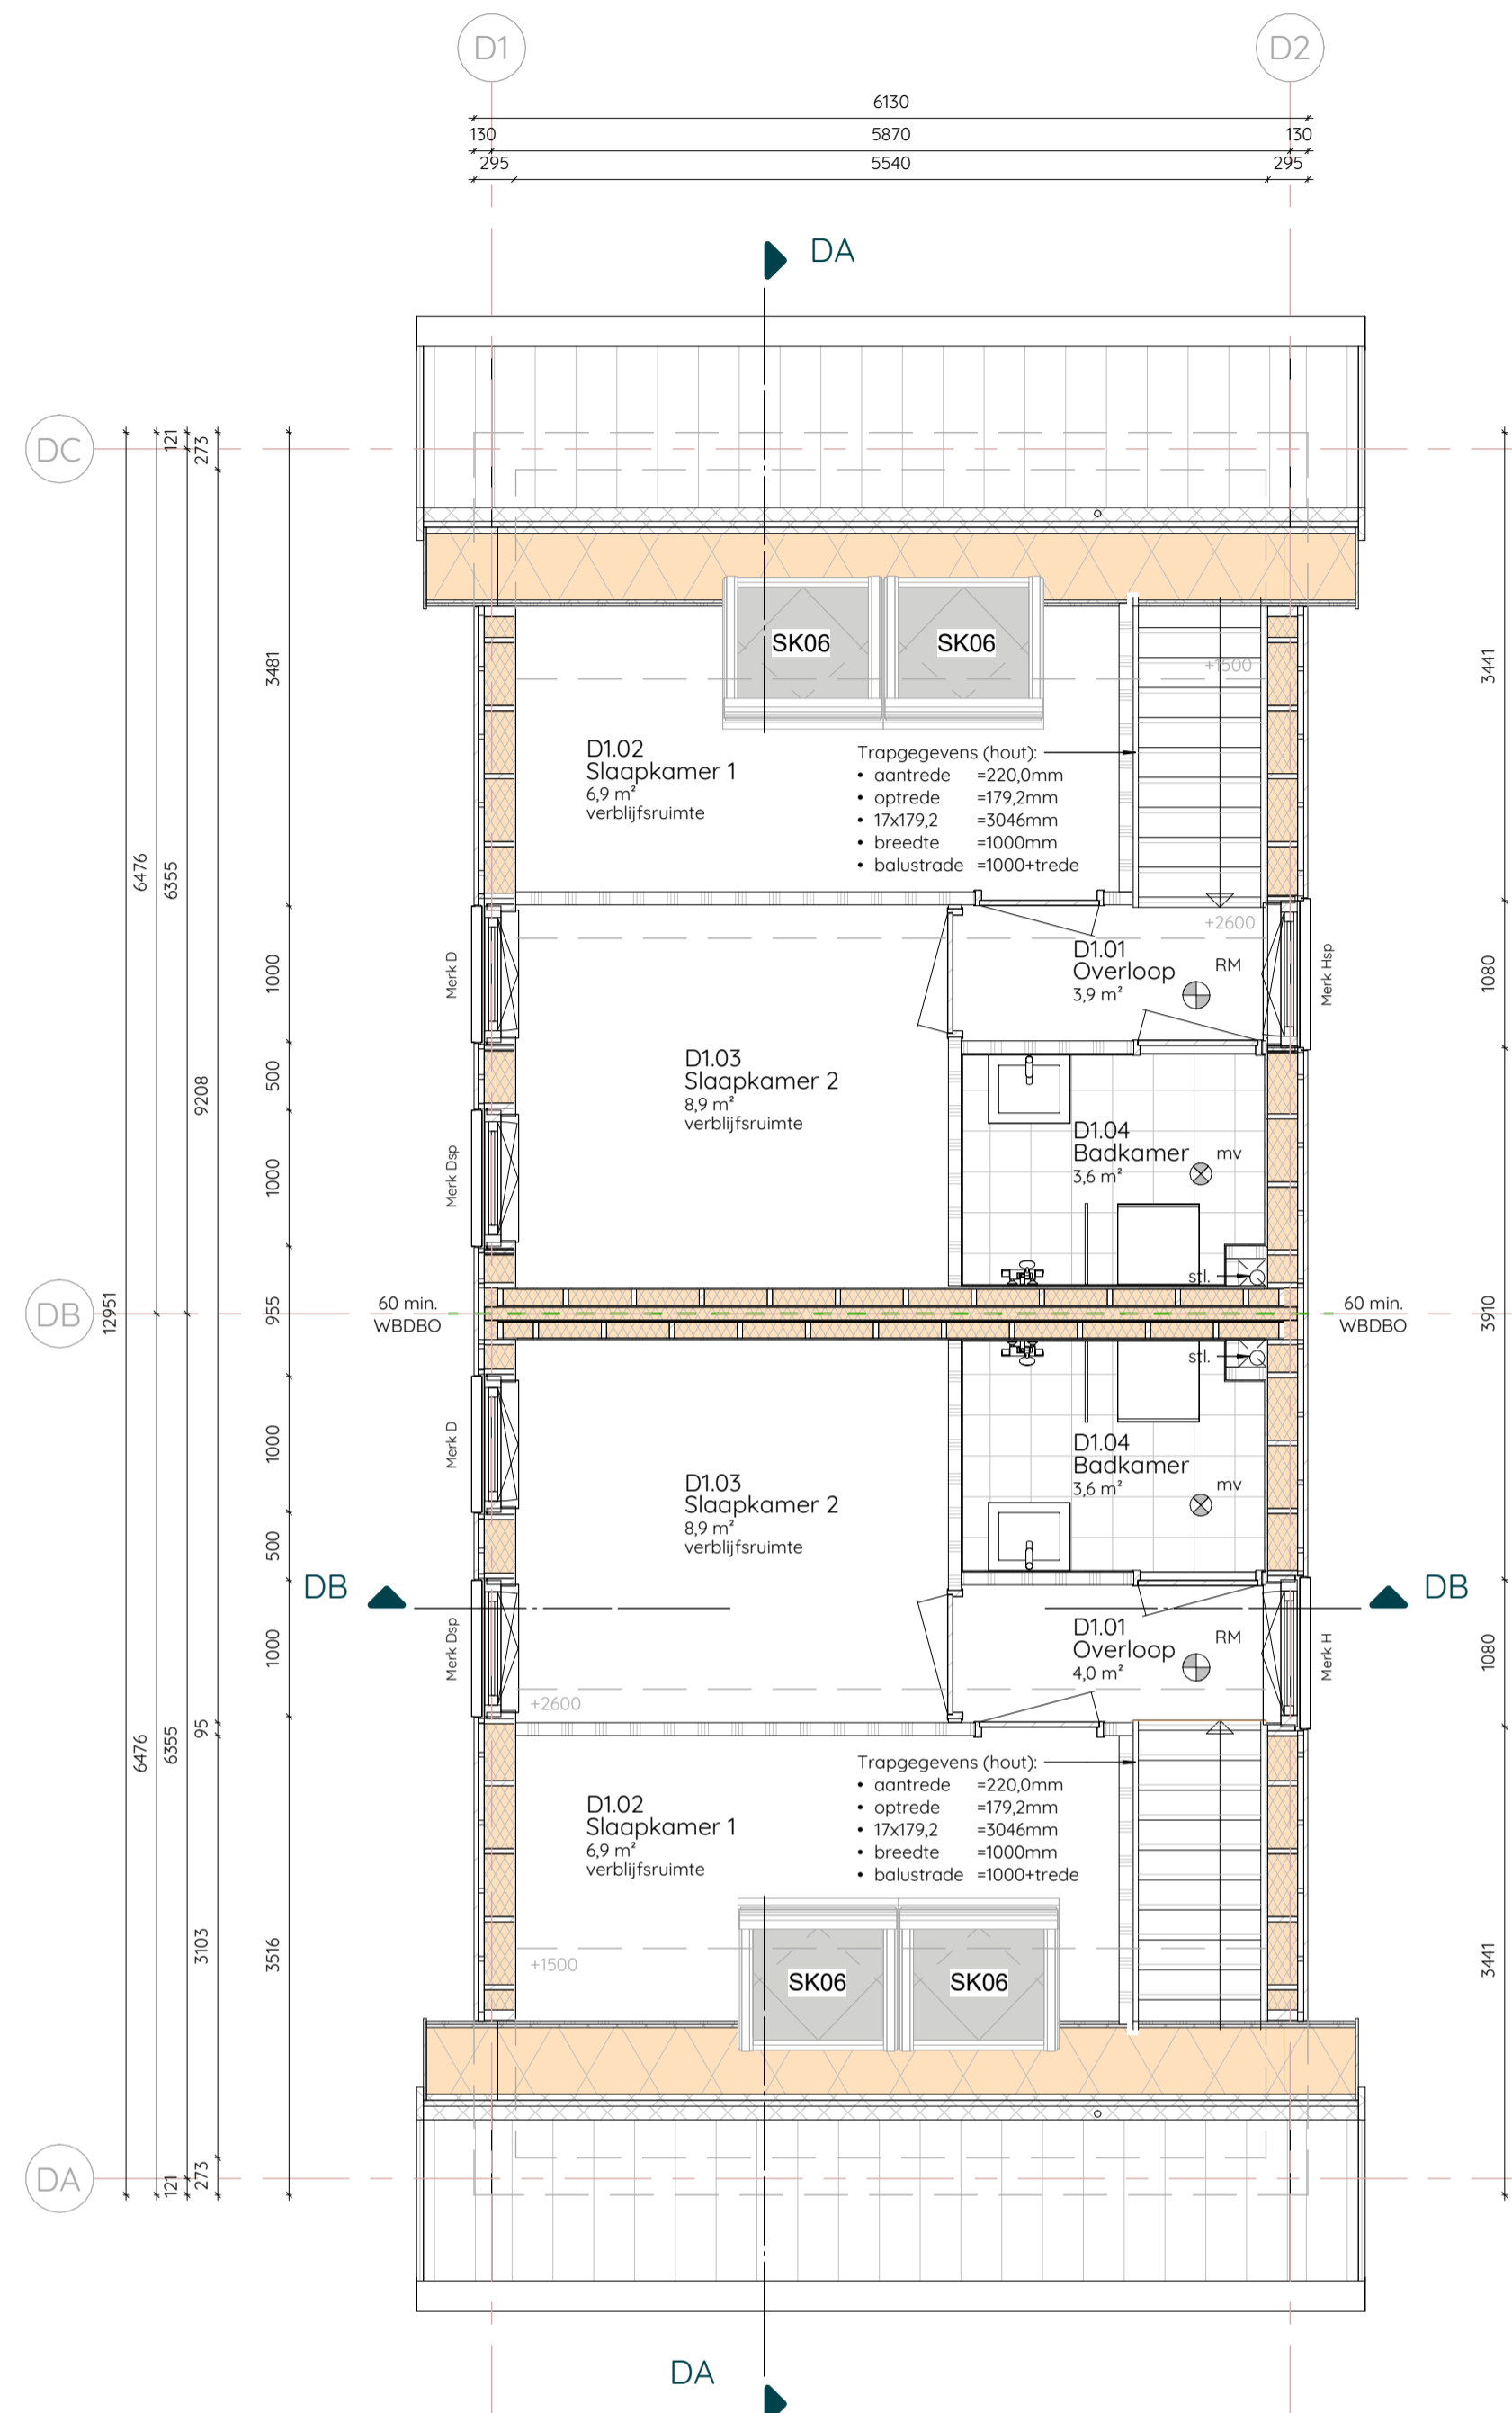 D1
D2
6130
130
5870
130
295
5540
295
DA
DC
121
273
3481
3441
SK06
SK06
+1500
D1.02
Slaapkamer 1
6,9 m²
verblijfsruimte
Trapgegevens (hout):
• aantrede =220,0mm
• optrede =179,2mm
• 17x179,2 =3046mm
• breedte =1000mm
• balustrade =1000+trede
6476
6355
+2600
Merk D
1000
D1.01
Overloop
3,9 m²
RM
Merk Hsp
1080
500
9208
D1.03
Slaapkamer 2
8,9 m²
verblijfsruimte
D1.04
Badkamer
3,6 m²
mv
Merk Dsp
1000
stl.
DB
12951
955
60 min.
WBDBO
60 min.
WBDBO
3910
stl.
Merk D
1000
D1.04
Badkamer
3,6 m²
mv
D1.03
Slaapkamer 2
8,9 m²
verblijfsruimte
500
DB
DB
Merk Dsp
1000
D1.01
Overloop
4,0 m²
RM
Merk H
1080
+2600
95
6476
6355
Trapgegevens (hout):
• aantrede =220,0mm
• optrede =179,2mm
• 17x179,2 =3046mm
• breedte =1000mm
• balustrade =1000+trede
D1.02
Slaapkamer 1
6,9 m²
verblijfsruimte
3103
3516
3441
+1500
SK06
SK06
DA
121
273
DA